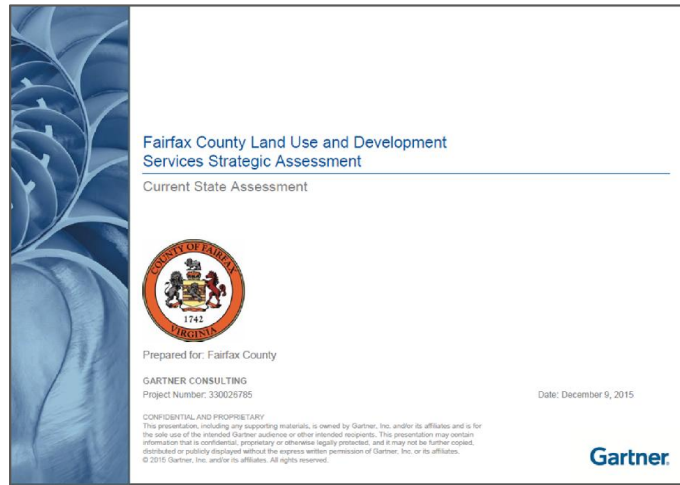 Fairfax County Land Use and Development
Services Strategic Assessment
Current State Assessment
COUNTY OF FAIRFAX
1742
VIRGINIA
Prepared for: Fairfax County
GARTNER CONSULTING
Project Number: 330026785
Date: December 9, 2015
CONFIDENTIAL AND PROPRIETARY
This presentation, including any supporting materials, is owned by Gartner, Inc. and/or its affiliates and is for
the sole use of the intended Gartner audience or other intended recipients. This presentation may contain
information that is confidential, proprietary or otherwise legally protected, and it may not be further copied,
distributed or publicly displayed without the express written permission of Gartner, Inc. or its affiliates.
© 2015 Gartner, Inc. and/or its affiliates. All rights reserved.
Gartner